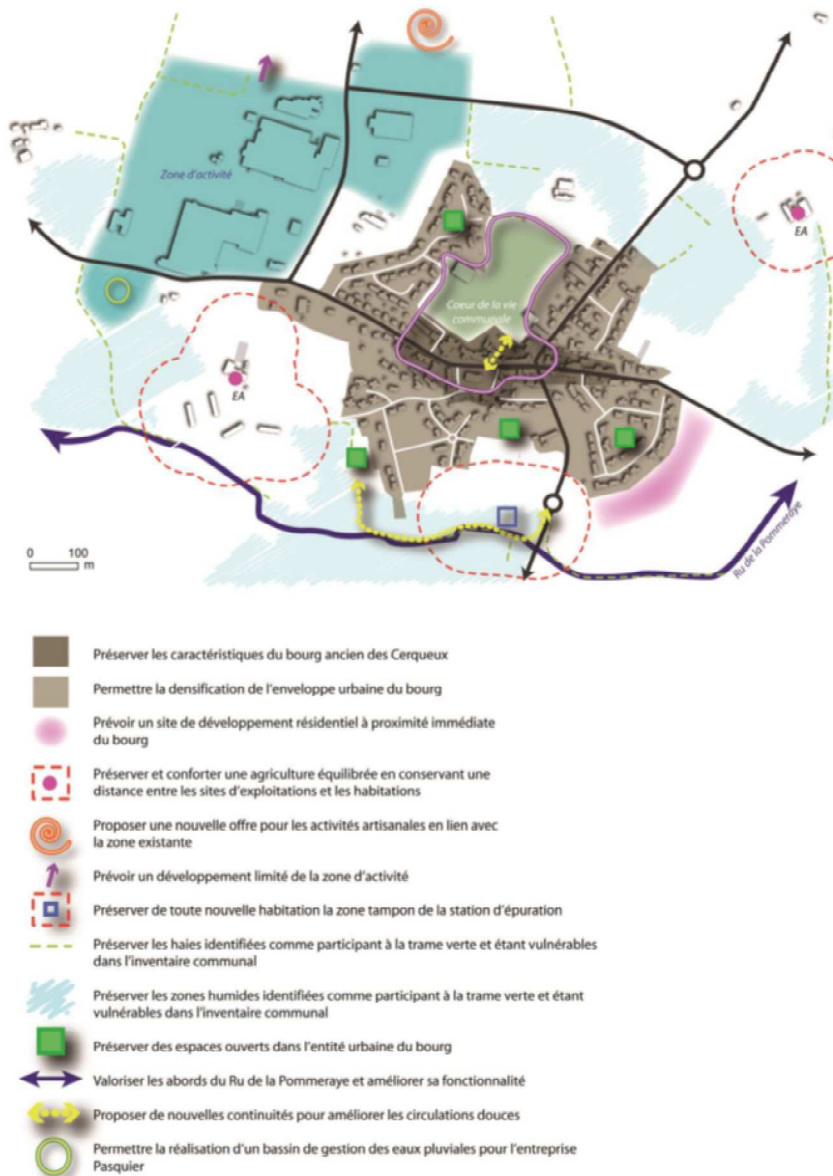 Zone d'activité
EA
Coeur de la vie
communale
EA
0 100
m
Ru de la Pommeraye
Préserver les caractéristiques du bourg ancien des Cerqueux
Permettre la densification de l'enveloppe urbaine du bourg
Prévoir un site de développement résidentiel à proximité immédiate
du bourg
Préserver et conforter une agriculture équilibrée en conservant une
distance entre les sites d'exploitations et les habitations
Proposer une nouvelle offre pour les activités artisanales en lien avec
la zone existante
Prévoir un développement limité de la zone d'activité
Préserver de toute nouvelle habitation la zone tampon de la station d'épuration
Préserver les haies identifiées comme participant à la trame verte et étant vulnérables
dans l'inventaire communal
Préserver les zones humides identifiées comme participant à la trame verte et étant
vulnérables dans l'inventaire communal
Préserver des espaces ouverts dans l'entité urbaine du bourg
Valoriser les abords du Ru de la Pommeraye et améliorer sa fonctionnalité
Proposer de nouvelles continuités pour améliorer les circulations douces
Permettre la réalisation d'un bassin de gestion des eaux pluviales pour l'entreprise
Pasquier